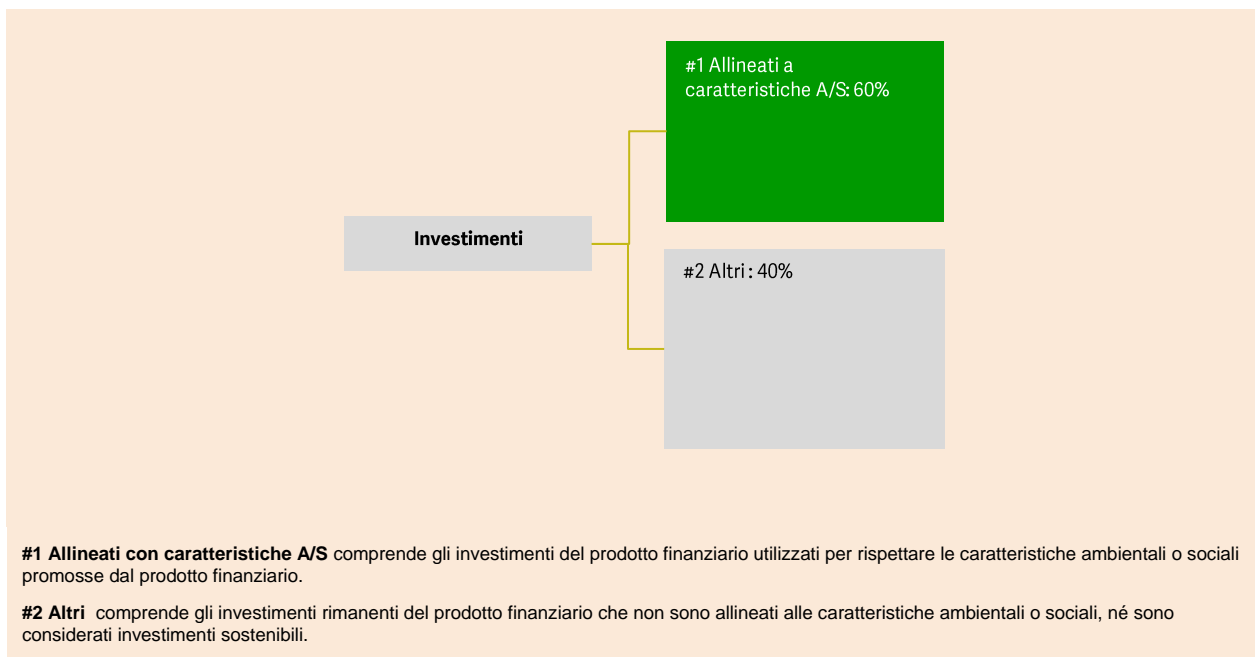 #1 Allineati a
caratteristiche A/S: 60%
Investimenti
#2 Altri : 40%
#1 Allineati con caratteristiche A/S comprende gli investimenti del prodotto finanziario utilizzati per rispettare le caratteristiche ambientali o sociali
promosse dal prodotto finanziario.
#2 Altri comprende gli investimenti rimanenti del prodotto finanziario che non sono allineati alle caratteristiche ambientali o sociali, né sono
considerati investimenti sostenibili.